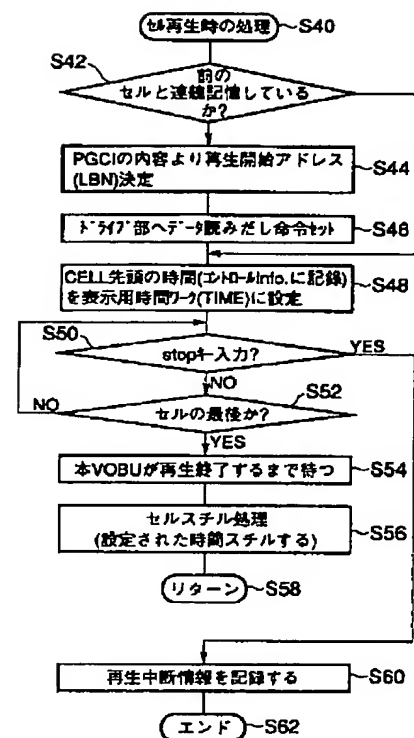 セル再生時の処理
S40
S42
前の
セルと連続記憶している
か?
PGCIの内容より再生開始アドレス
(LBN)決定
S44
ドライブ部へデータ読みだし命令セット
S46
CELL先頭の時間(コントロールInfo.に記録)
を表示用時間ワーク(TIME)に設定
S48
S50
stopキー入力?
YES
NO
S52
NO
セルの最後か?
YES
本VOBUが再生終了するまで待つ
S54
セルスチル処理
(設定された時間スチルする)
S56
リターン
S58
再生中断情報を記録する
S60
エンド
S62